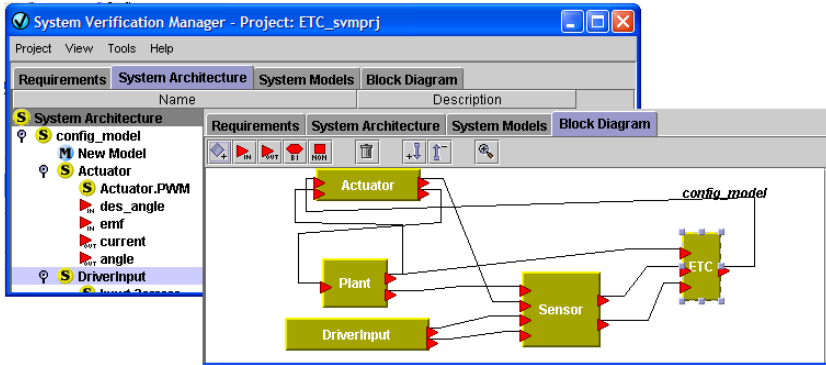 System Verification Manager - Project: ETC_svmprj
Project View Tools Help
Requirements System Architecture System Models Block Diagram
Name Description
System Architecture
config_model
New Model
Actuator
Actuator.PWM
des_angle
emf
current
angle
DriverInput
Requirements System Architecture System Models Block Diagram
IN OUT BI MON
Actuator
config_model
ETC
Plant
Sensor
DriverInput